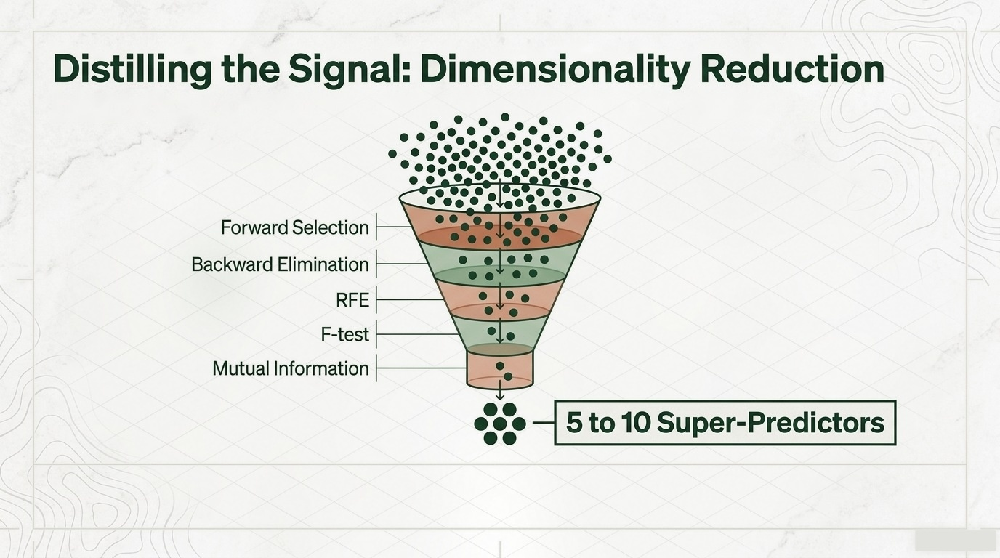 Distilling the Signal: Dimensionality Reduction
Forward Selection
Backward Elimination
RFE
F-test
Mutual Information
5 to 10 Super-Predictors